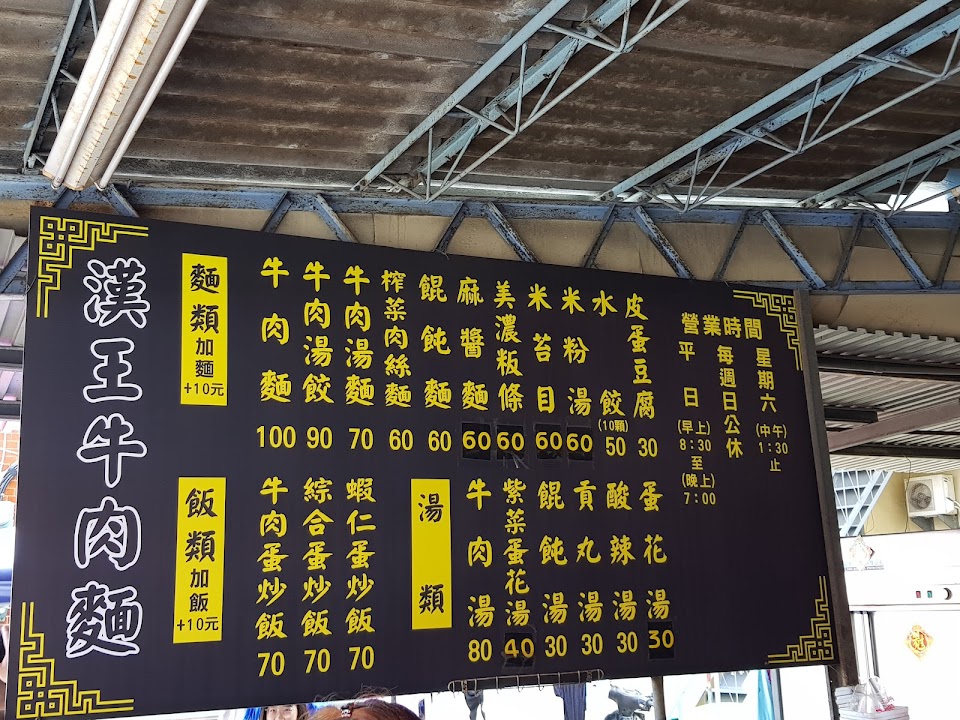 漢王牛肉麵
麵類加麵+10元
牛肉麵 100
牛肉湯餃 90
牛肉湯麵 70
榨菜肉絲麵 60
餛飩麵 60
麻醬麵 60
美濃粄條 60
米苔目 60
米粉湯 60
水餃(10顆) 50
皮蛋豆腐 30
飯類加飯+10元
牛肉蛋炒飯 70
綜合蛋炒飯 70
蝦仁蛋炒飯 70
湯類
牛肉湯 80
紫菜蛋花湯 40
餛飩湯 30
貢丸湯 30
酸辣湯 30
蛋花湯 30
營業時間
平日(早上)8:30至(晚上)7:00
每週日公休
星期六(中午)1:30止